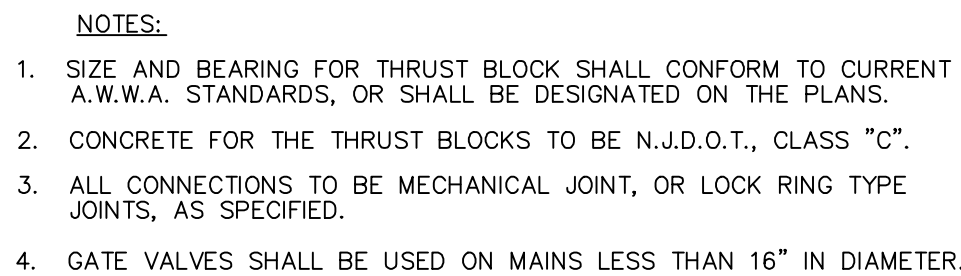 NOTES:
1. SIZE AND BEARING FOR THRUST BLOCK SHALL CONFORM TO CURRENT
A.W.W.A. STANDARDS, OR SHALL BE DESIGNATED ON THE PLANS.
2. CONCRETE FOR THE THRUST BLOCKS TO BE N.J.D.O.T., CLASS "C".
3. ALL CONNECTIONS TO BE MECHANICAL JOINT, OR LOCK RING TYPE
JOINTS, AS SPECIFIED.
4. GATE VALVES SHALL BE USED ON MAINS LESS THAN 16" IN DIAMETER.